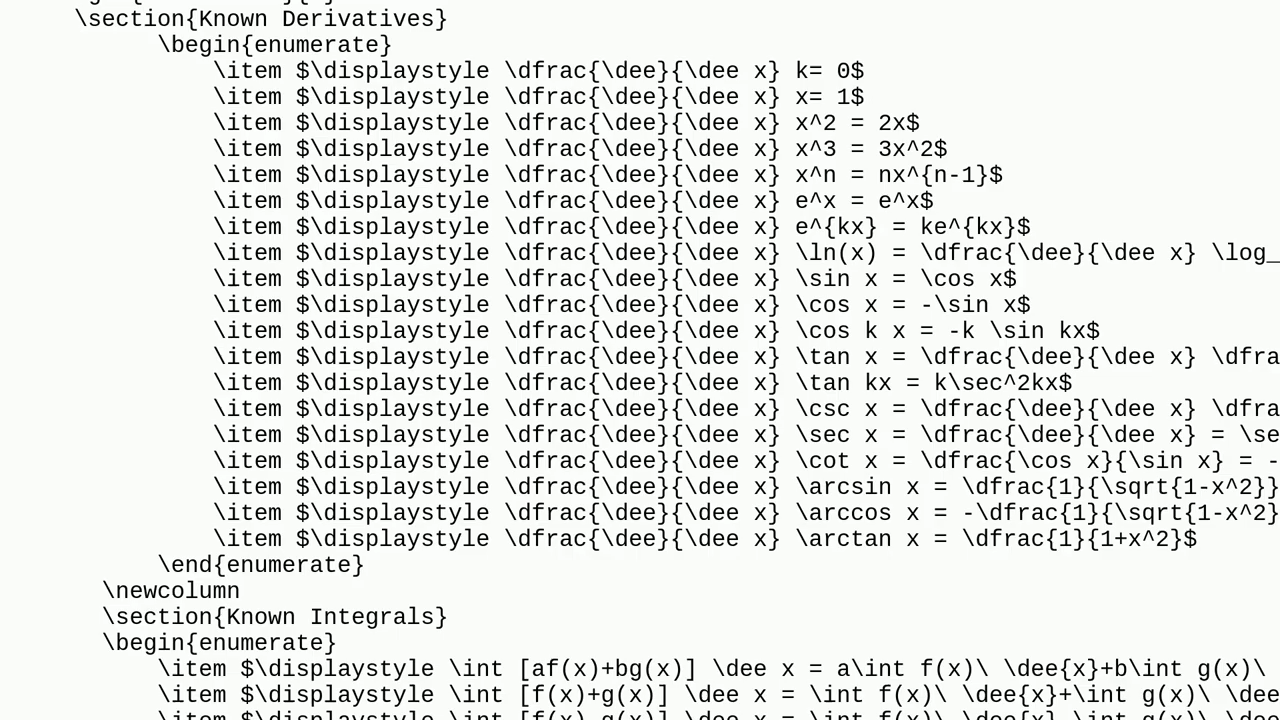 \section{Known Derivatives}
\begin{enumerate}
\item $\displaystyle \dfrac{\dee}{\dee x} k= 0$
\item $\displaystyle \dfrac{\dee}{\dee x} x= 1$
\item $\displaystyle \dfrac{\dee}{\dee x} x^2 = 2x$
\item $\displaystyle \dfrac{\dee}{\dee x} x^3 = 3x^2$
\item $\displaystyle \dfrac{\dee}{\dee x} x^n = nx^{n-1}$
\item $\displaystyle \dfrac{\dee}{\dee x} e^x = e^x$
\item $\displaystyle \dfrac{\dee}{\dee x} e^{kx} = ke^{kx}$
\item $\displaystyle \dfrac{\dee}{\dee x} \ln(x) = \dfrac{\dee}{\dee x} \log_
\item $\displaystyle \dfrac{\dee}{\dee x} \sin x = \cos x$
\item $\displaystyle \dfrac{\dee}{\dee x} \cos x = -\sin x$
\item $\displaystyle \dfrac{\dee}{\dee x} \cos k x = -k \sin kx$
\item $\displaystyle \dfrac{\dee}{\dee x} \tan x = \dfrac{\dee}{\dee x} \dfra
\item $\displaystyle \dfrac{\dee}{\dee x} \tan kx = k\sec^2kx$
\item $\displaystyle \dfrac{\dee}{\dee x} \csc x = \dfrac{\dee}{\dee x} \dfra
\item $\displaystyle \dfrac{\dee}{\dee x} \sec x = \dfrac{\dee}{\dee x} = \se
\item $\displaystyle \dfrac{\dee}{\dee x} \cot x = \dfrac{\cos x}{\sin x} = -
\item $\displaystyle \dfrac{\dee}{\dee x} \arcsin x = \dfrac{1}{\sqrt{1-x^2}}
\item $\displaystyle \dfrac{\dee}{\dee x} \arccos x = -\dfrac{1}{\sqrt{1-x^2}
\item $\displaystyle \dfrac{\dee}{\dee x} \arctan x = \dfrac{1}{1+x^2}$
\end{enumerate}
\newcolumn
\section{Known Integrals}
\begin{enumerate}
\item $\displaystyle \int [af(x)+bg(x)] \dee x = a\int f(x)\ \dee{x}+b\int g(x)\
\item $\displaystyle \int [f(x)+g(x)] \dee x = \int f(x)\ \dee{x}+\int g(x)\ \dee